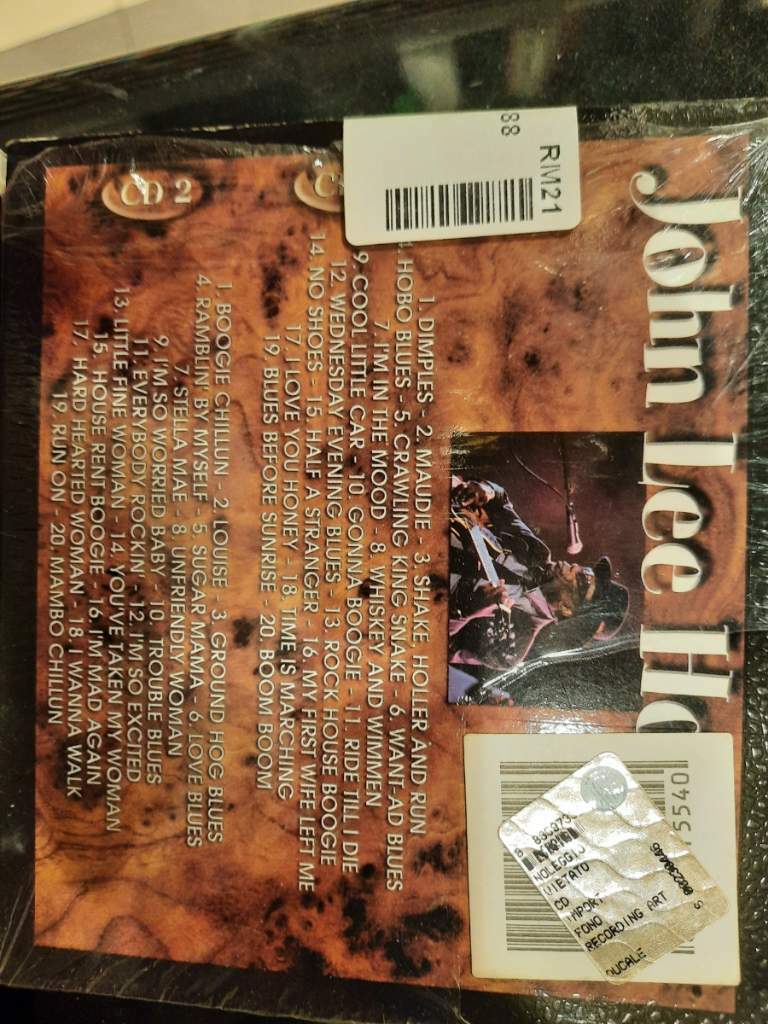 John Lee Ho
88
RIM21
1. DIMPLES - 2. MAUDIE - 3. SHAKE, HOLLER AND RUN
4. HOBO BLUES - 5. CRAWLING KING SNAKE - 6. WANT-AD BLUES
7. I'M IN THE MOOD - 8. WHISKEY AND WIMMEN
9. COOL LITTLE CAR - 10. GONNA BOOGIE - 11. RIDE TILL I DIE
12. WEDNESDAY EVENING BLUES - 13. ROCK HOUSE BOOGIE
14. NO SHOES - 15. HALF A STRANGER - 16. MY FIRST WIFE LEFT ME
17. I LOVE YOU HONEY - 18. TIME IS MARCHING
19. BLUES BEFORE SUNRISE - 20. BOOM BOOM
CD 2
1. BOOGIE CHILLUN - 2. LOUISE - 3. GROUND HOG BLUES
4. RAMBLIN' BY MYSELF - 5. SUGAR MAMA - 6. LOVE BLUES
7. STELLA MAE - 8. UNFRIENDLY WOMAN
9. I'M SO WORRIED BABY - 10. TROUBLE BLUES
11. EVERY BODY ROCKIN' - 12. I'M SO EXCITED
13. LITTLE FINE WOMAN - 14. YOU'VE TAKEN MY WOMAN
15. HOUSE RENT BOOGIE - 16. I'M MAD AGAIN
17. HARD HEARTED WOMAN - 18 I WANNA WALK
19. RUN ON - 20. MAMBO CHILLUN
15540
NOLEGGIO
VIETATO
CD IMPORT
FONO
RECORDING ART
DUCALE